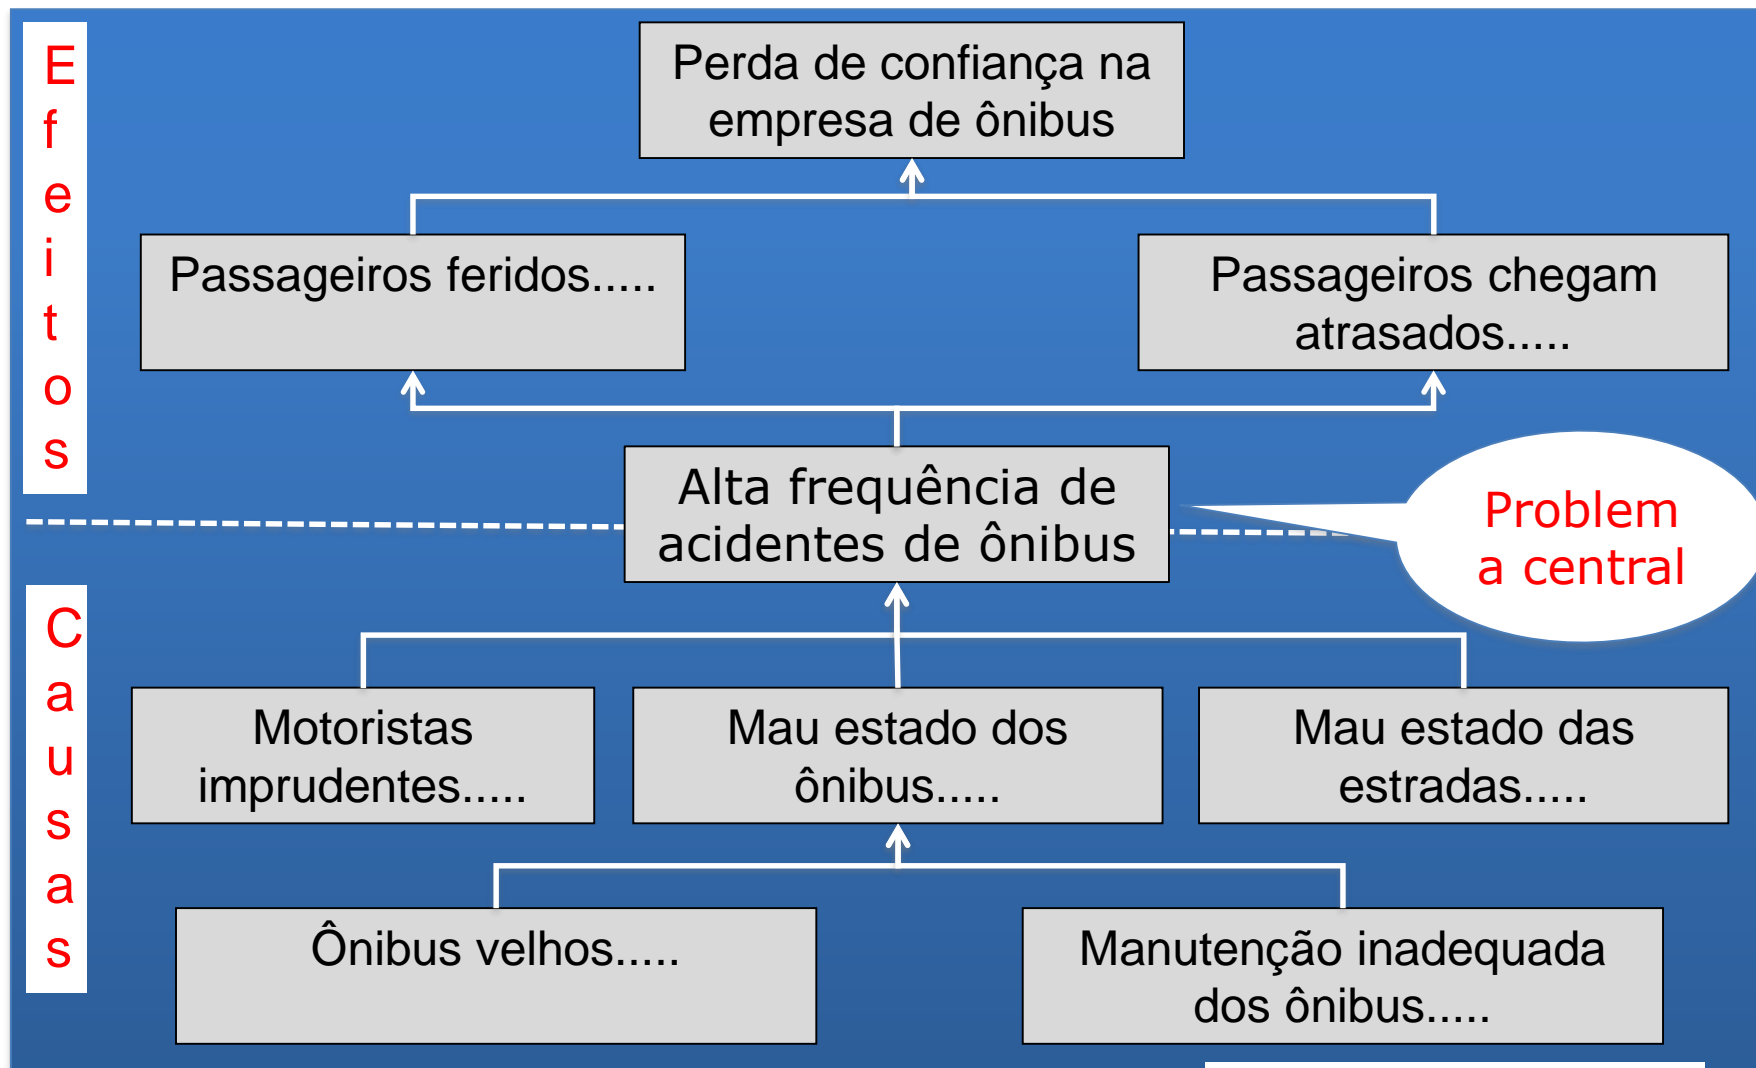 E
f
e
i
t
o
s
Perda de confiança na
empresa de ônibus
Passageiros feridos.....
Passageiros chegam
atrasados.....
Alta frequência de
acidentes de ônibus
Problem
a central
C
a
u
s
a
s
Motoristas
imprudentes.....
Mau estado dos
ônibus.....
Mau estado das
estradas.....
Ônibus velhos.....
Manutenção inadequada
dos ônibus.....